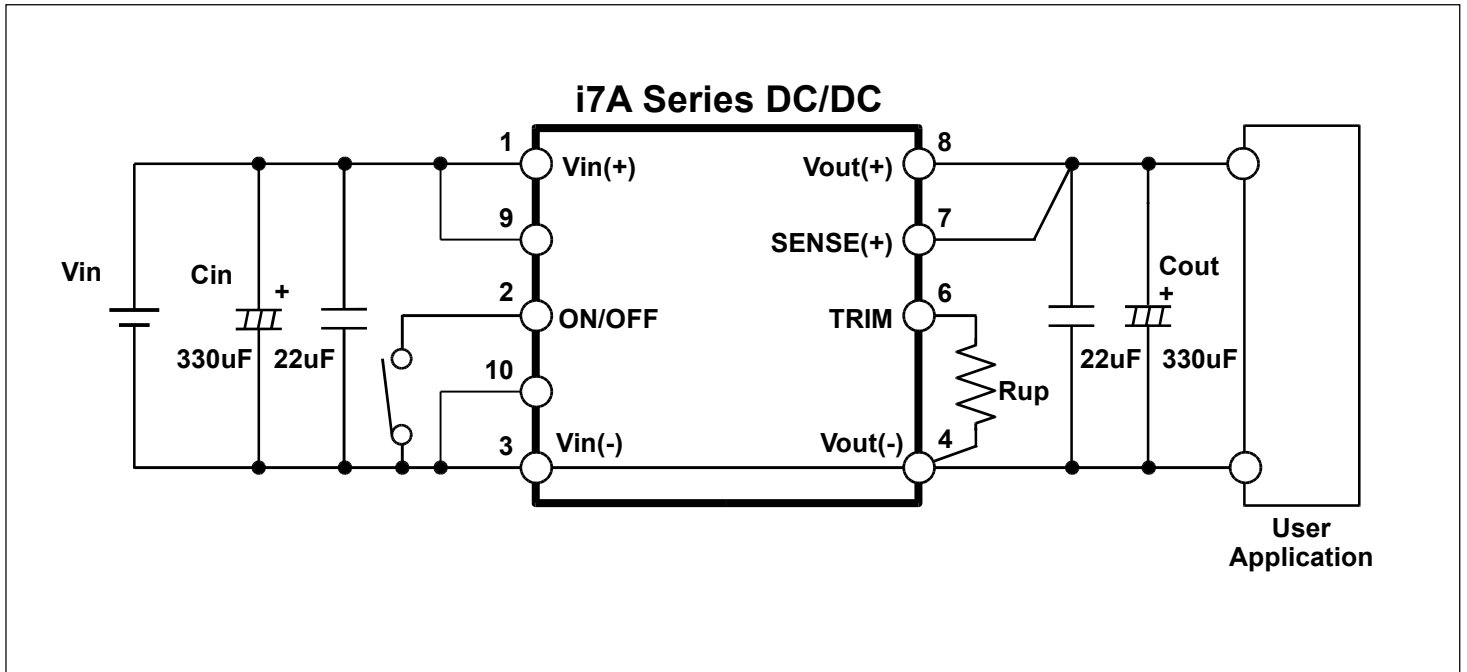 i7A Series DC/DC
1
Vin(+)
Vout(+)
8
9
SENSE(+)
7
Vin
Cin
+
330uF
22uF
2
ON/OFF
TRIM
6
Cout
+
22uF
330uF
10
Rup
3
Vin(-)
Vout(-)
4
User
Application